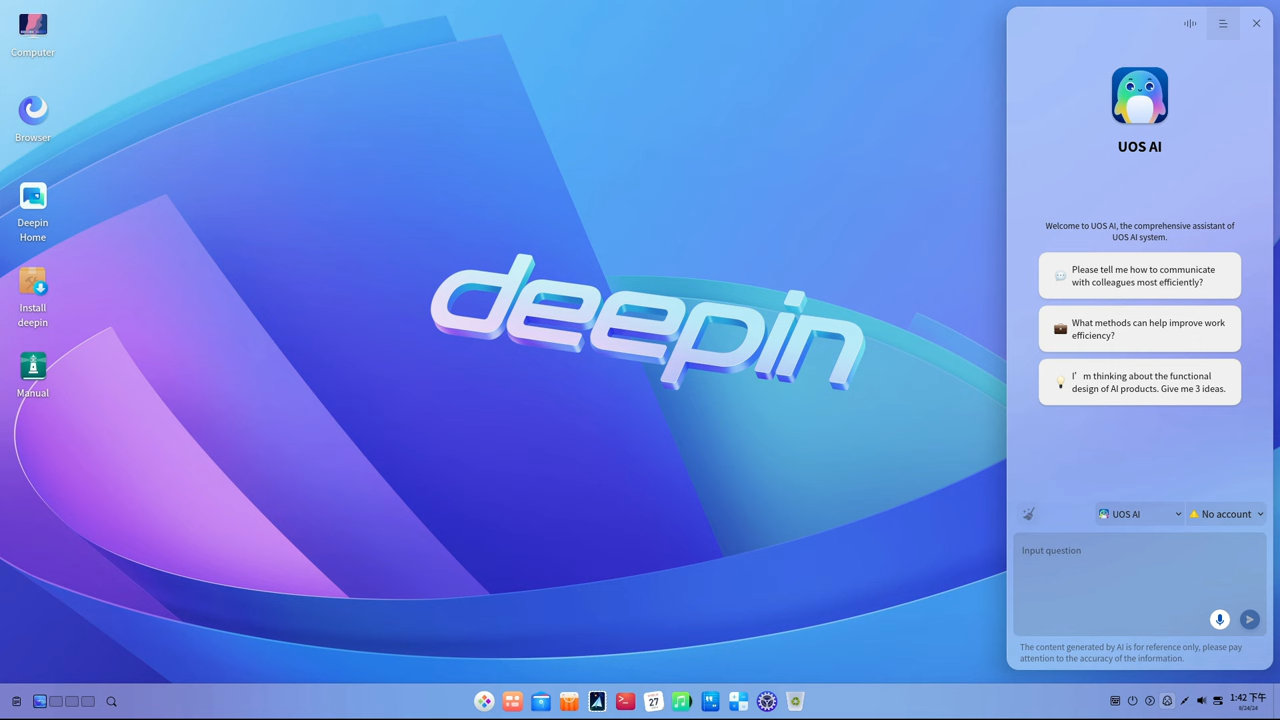 Computer
Browser
Deepin
Home
Install
deepin
Manual
deepin
UOS AI
Welcome to UOS AI, the comprehensive assistant of
UOS AI system.
Please tell me how to communicate
with colleagues most efficiently?
What methods can help improve work
efficiency?
I’m thinking about the functional
design of AI products. Give me 3 ideas.
UOS AI
No account
Input question
The content generated by AI is for reference only, please pay
attention to the accuracy of the information.
27
1:42 下午
8/24/24